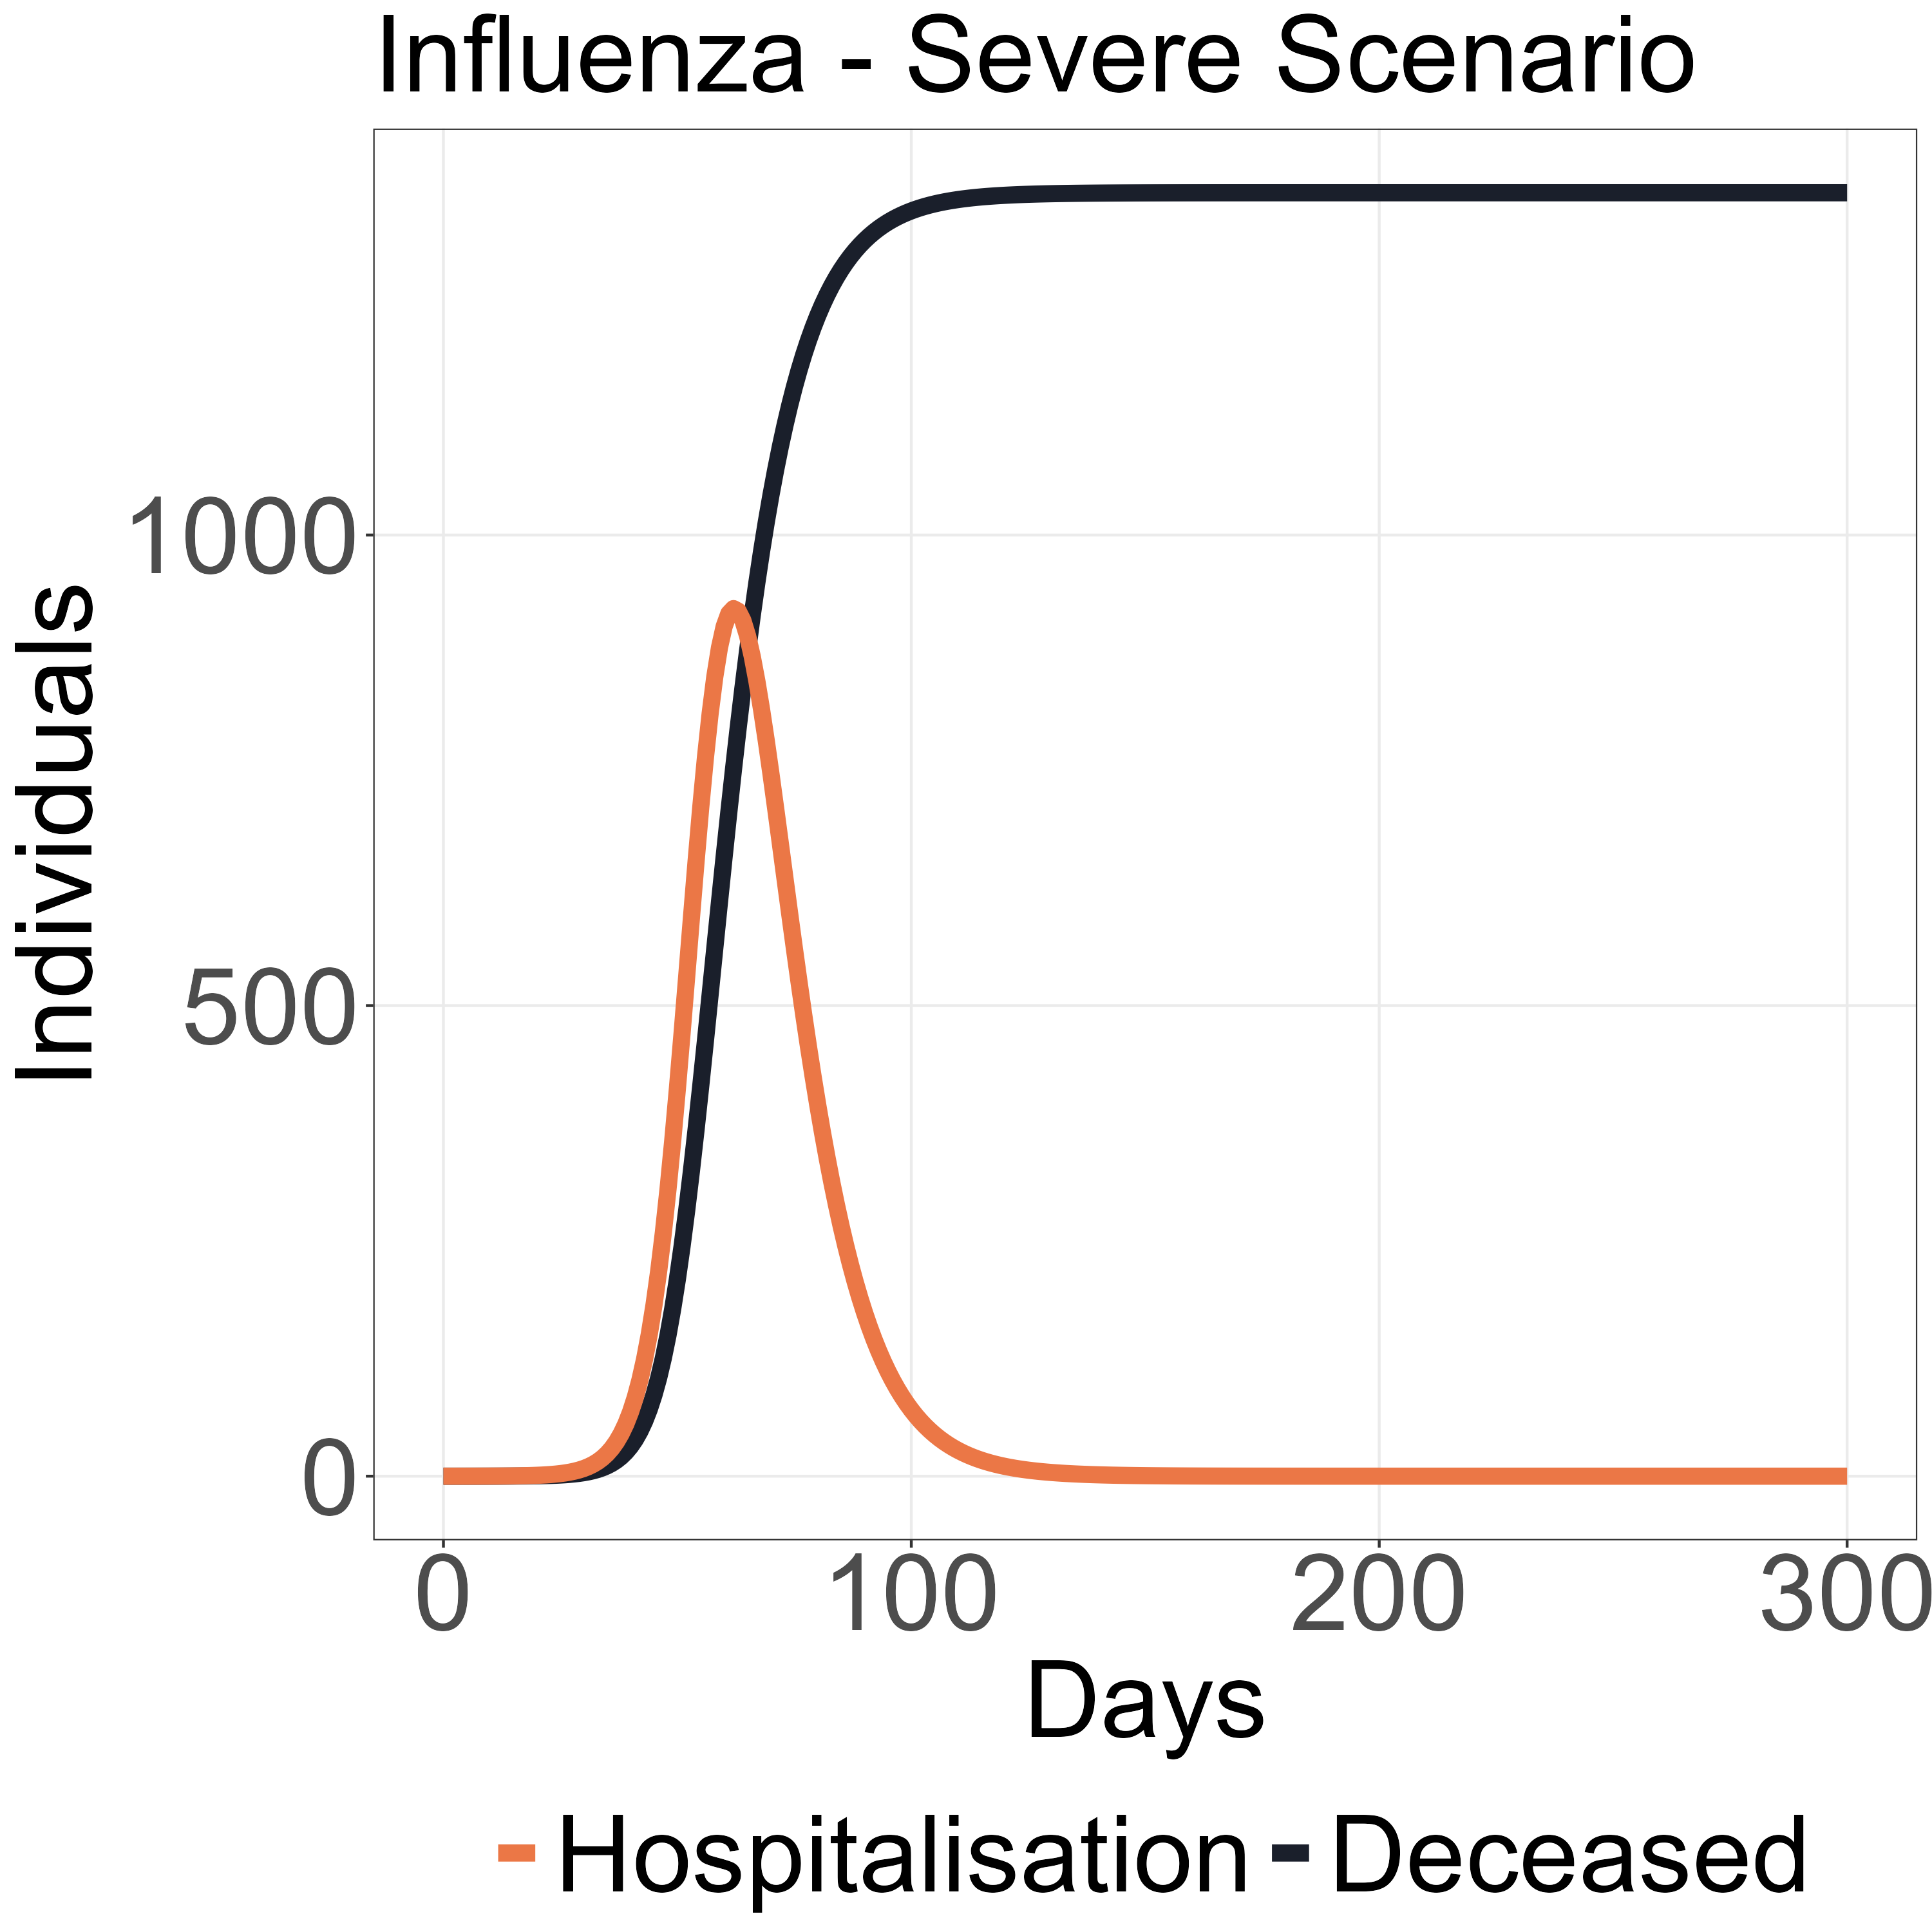 Influenza - Severe Scenario
Individuals
1000
500
0
0 100 200 300
Days
Hospitalisation Deceased